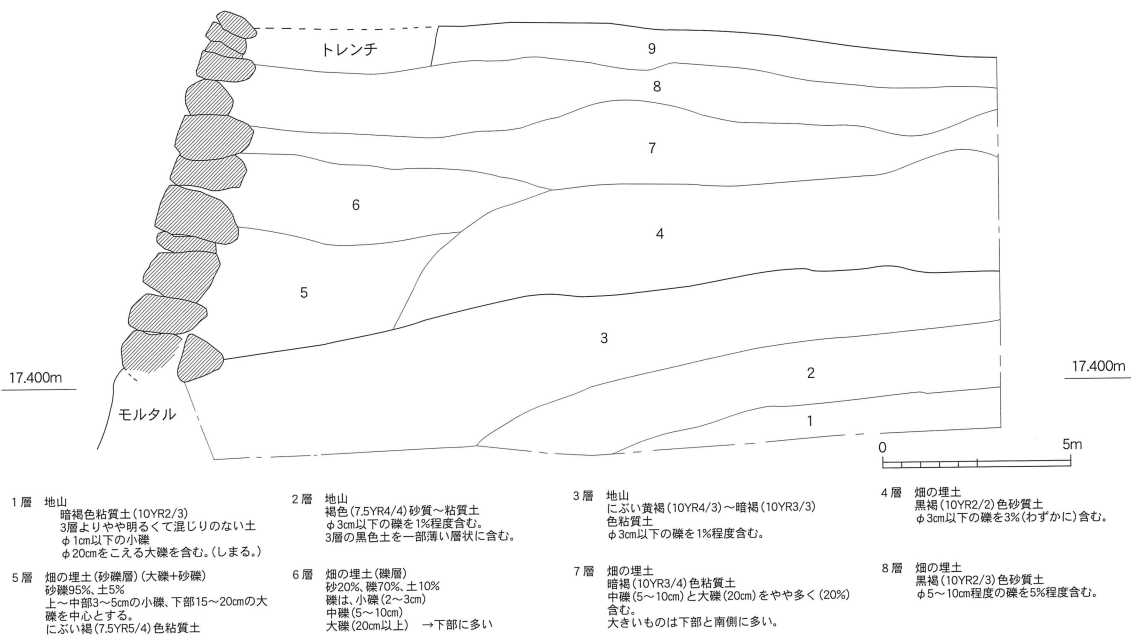 トレンチ
9
8
7
6
4
5
3
17.400m
17.400m
2
モルタル
1
0 5m
1層 地山
暗褐色粘質土(10YR2/3)
3層よりやや明るくて混じりのない土
φ1cm以下の小礫
φ20cmをこえる大礫を含む。(しまる。)
2層 地山
褐色(7.5YR4/4)砂質~粘質土
φ3cm以下の礫を1%程度含む。
3層の黒色土を一部薄い層状に含む。
3層 地山
にぶい黄褐(10YR4/3)~暗褐(10YR3/3)
色粘質土
φ3cm以下の礫を1%程度含む。
4層 畑の埋土
黒褐(10YR2/2)色砂質土
φ3cm以下の礫を3%(わずかに)含む。
5層 畑の埋土(砂礫層)(大礫+砂礫)
砂礫95%、土5%
上~中部3~5cmの小礫、下部15~20cmの大
礫を中心とする。
にぶい褐(7.5YR5/4)色粘質土
6層 畑の埋土(礫層)
砂20%、礫70%、土10%
礫は、小礫(2~3cm)
中礫(5~10cm)
大礫(20cm以上) →下部に多い
7層 畑の埋土
暗褐(10YR3/4)色粘質土
中礫(5~10cm)と大礫(20cm)をやや多く(20%)
含む。
大きいものは下部と南側に多い。
8層 畑の埋土
黒褐(10YR2/3)色砂質土
φ5~10cm程度の礫を5%程度含む。